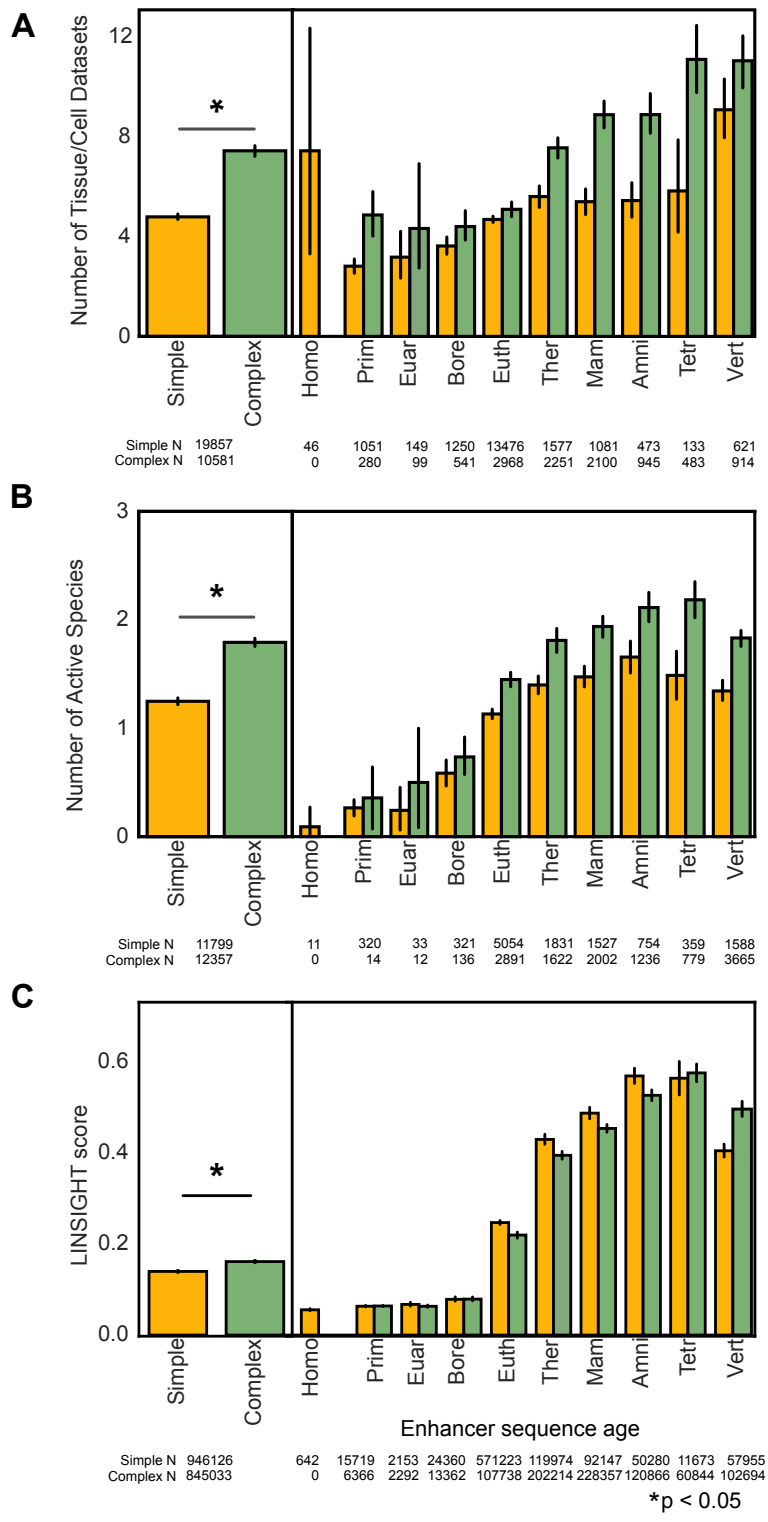 A
Number of Tissue/Cell Datasets
12
8
4
0
*
Simple
Complex
Homo
Prim
Euar
Bore
Euth
Ther
Mam
Amni
Tetr
Vert
Simple N 19857 46 1051 149 1250 13476 1577 1081 473 133 621
Complex N 10581 0 280 99 541 2968 2251 2100 945 483 914
B
Number of Active Species
3
2
1
0
*
Simple
Complex
Homo
Prim
Euar
Bore
Euth
Ther
Mam
Amni
Tetr
Vert
Simple N 11799 11 320 33 321 5054 1831 1527 754 359 1588
Complex N 12357 0 14 12 136 2891 1622 2002 1236 779 3665
C
LINSIGHT score
0.6
0.4
0.2
0.0
*
Simple
Complex
Homo
Prim
Euar
Bore
Euth
Ther
Mam
Amni
Tetr
Vert
Enhancer sequence age
Simple N 946126 642 15719 2153 24360 571223 119974 92147 50280 11673 57955
Complex N 845033 0 6366 2292 13362 107738 202214 228357 120866 60844 102694
*p < 0.05